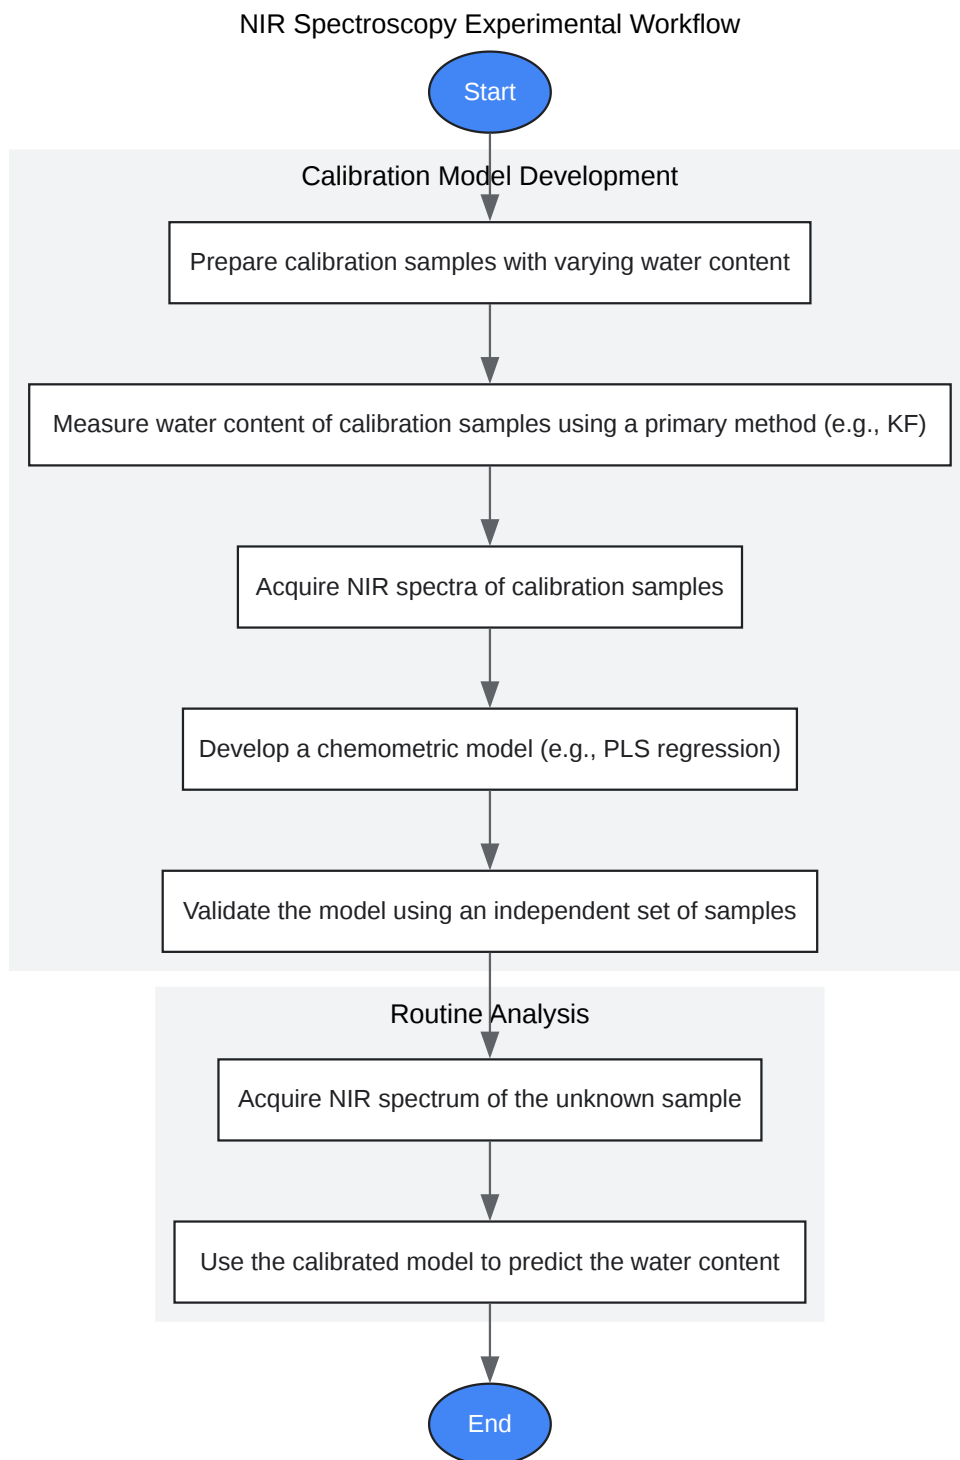 NIR Spectroscopy Experimental Workflow
Start
Calibration Model Development
Prepare calibration samples with varying water content
Measure water content of calibration samples using a primary method (e.g., KF)
Acquire NIR spectra of calibration samples
Develop a chemometric model (e.g., PLS regression)
Validate the model using an independent set of samples
Routine Analysis
Acquire NIR spectrum of the unknown sample
Use the calibrated model to predict the water content
End